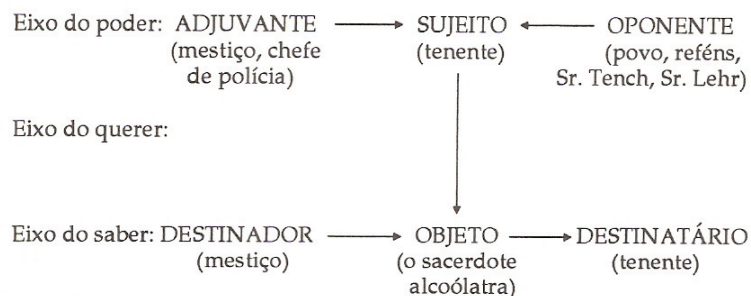 Eixo do poder: ADJUVANTE SUJEITO OPONENTE
(mestiço, chefe (tenente) (povo, reféns,
de polícia) Sr. Tench, Sr. Lehr)
Eixo do querer:
Eixo do saber: DESTINADOR OBJETO DESTINATÁRIO
(mestiço) (o sacerdote (tenente)
alcoólatra)